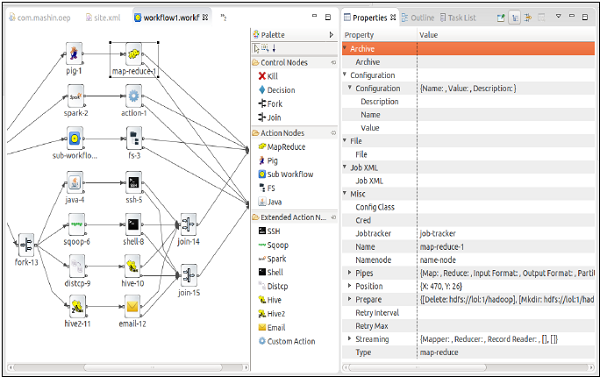 com.mashin.oep
site.xml
workflow1.workf
pig-1
map-reduce-1
spark-2
action-1
sub-workflo...
fs-3
java-4
ssh-5
sqoop-6
shell-8
join-14
fork-13
distcp-9
hive-10
join-15
hive2-11
email-12
Palette
Control Nodes
Kill
Decision
Fork
Join
Action Nodes
MapReduce
Pig
Sub Workflow
FS
Java
Extended Action N...
SSH
Sqoop
Spark
Shell
Distcp
Hive
Hive2
Email
Custom Action
Properties Outline Task List
Property Value
Archive
Archive
Configuration
Configuration {Name: , Value: , Description: }
Description
Name
Value
File
File
Job XML
Job XML
Misc
Config Class
Cred
Jobtracker job-tracker
Name map-reduce-1
Namenode name-node
Pipes {Map: , Reduce: , Input Format: , Output Format: , Parti
Position {X: 470, Y: 26}
Prepare {[Delete: hdfs://lol:1/hadoop], [Mkdir: hdfs://lol:1/had
Retry Interval
Retry Max
Streaming {Mapper: , Reducer: , Record Reader: , [], []}
Type map-reduce